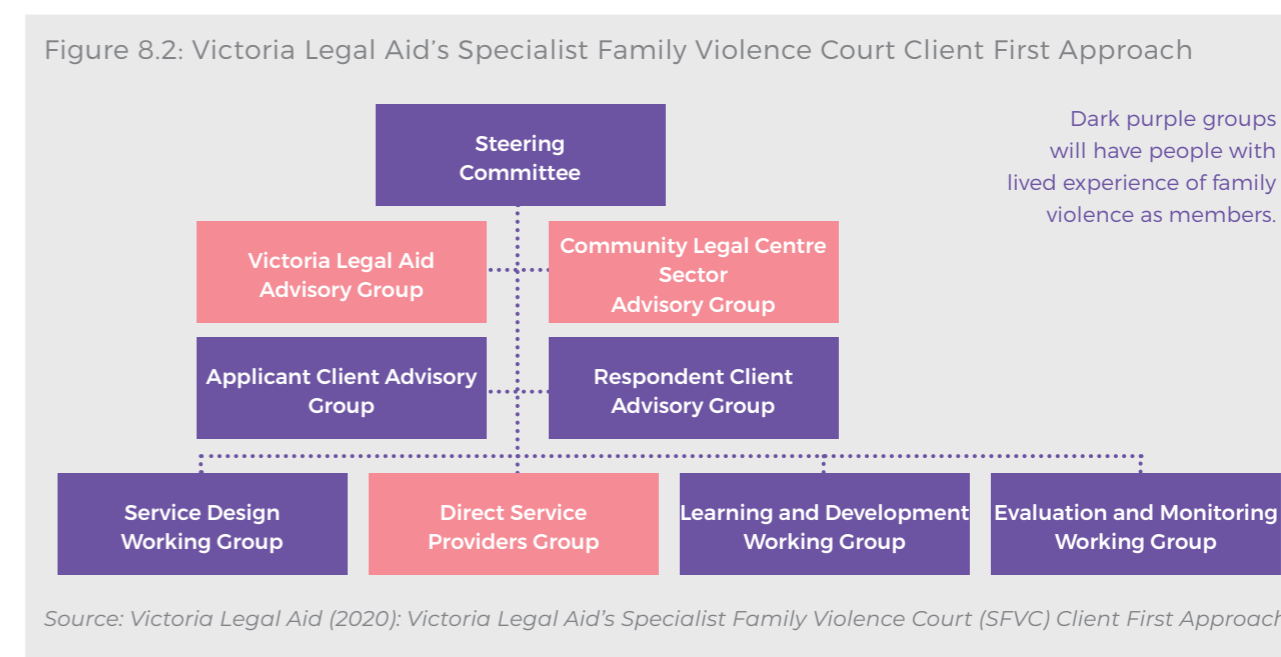 Figure 8.2: Victoria Legal Aid's Specialist Family Violence Court Client First Approach
Dark purple groups
will have people with
lived experience of family
violence as members.
Steering
Committee
Victoria Legal Aid
Advisory Group
Community Legal Centre
Sector
Advisory Group
Applicant Client Advisory
Group
Respondent Client
Advisory Group
Service Design
Working Group
Direct Service
Providers Group
Learning and Development
Working Group
Evaluation and Monitoring
Working Group
Source: Victoria Legal Aid (2020): Victoria Legal Aid's Specialist Family Violence Court (SFVC) Client First Approach